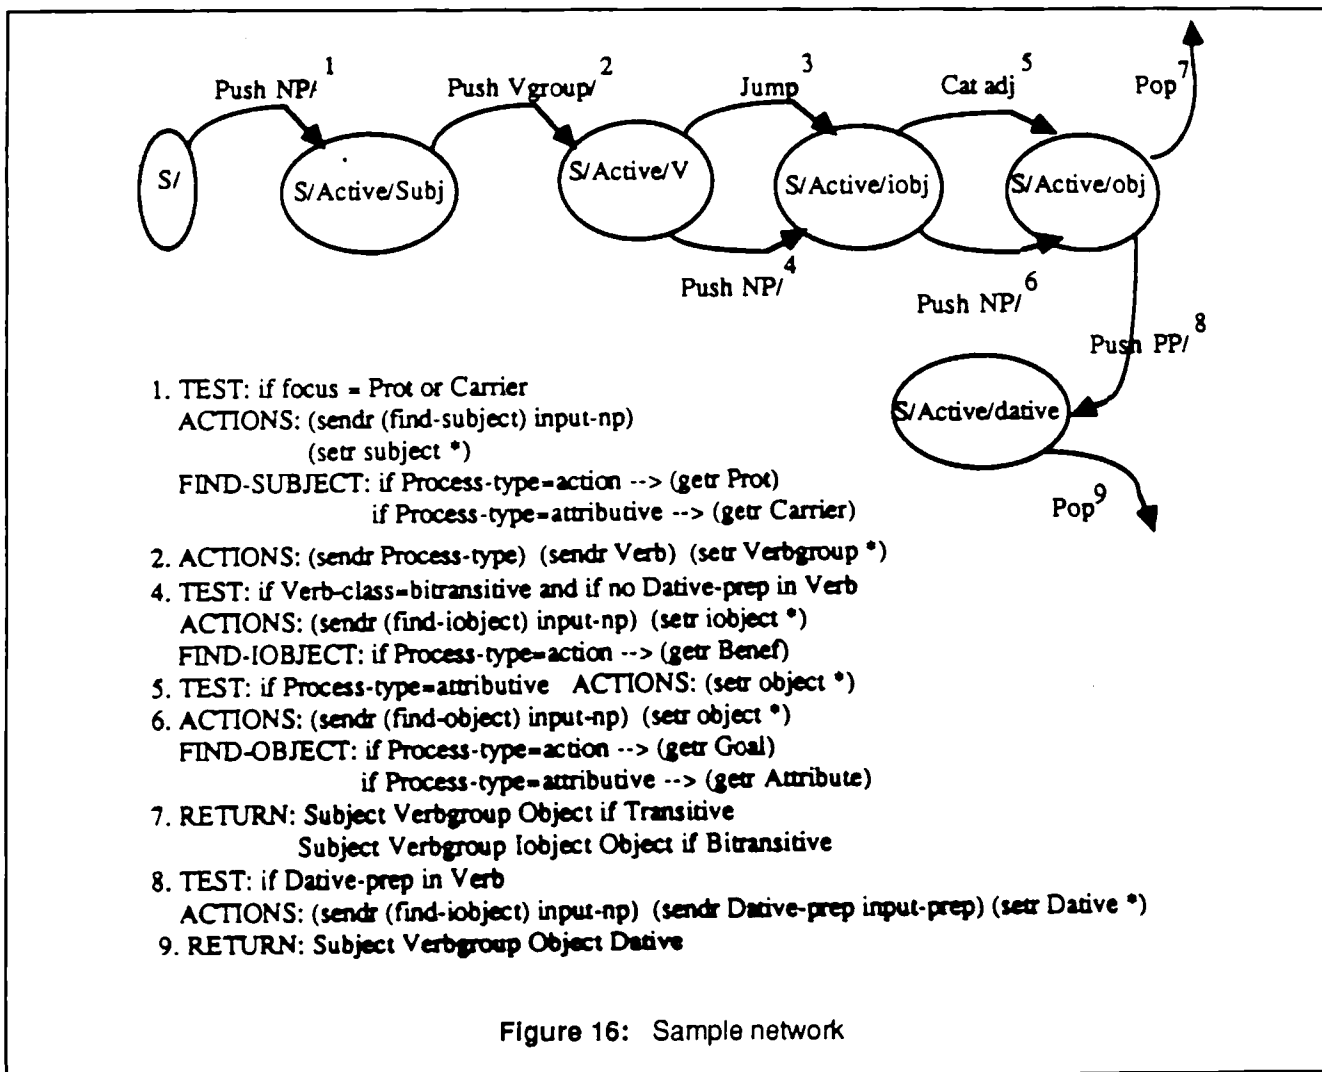 Push NP/ 1
Push Vgroup/ 2
Jump 3
Cat adj 5
Pop 7
S/
S/Active/Subj
S/Active/V
S/Active/iobj
S/Active/obj
Push NP/ 4
Push NP/ 6
Push PP/ 8
S/Active/dative
Pop 9
1. TEST: if focus = Prot or Carrier
ACTIONS: (sendr (find-subject) input-np)
(setr subject *)
FIND-SUBJECT: if Process-type=action --> (getr Prot)
if Process-type=attributive --> (getr Carrier)
2. ACTIONS: (sendr Process-type) (sendr Verb) (setr Verbgroup *)
4. TEST: if Verb-class=bitransitive and if no Dative-prep in Verb
ACTIONS: (sendr (find-iobject) input-np) (setr iobject *)
FIND-IOBJECT: if Process-type=action --> (getr Benef)
5. TEST: if Process-type=attributive ACTIONS: (setr object *)
6. ACTIONS: (sendr (find-object) input-np) (setr object *)
FIND-OBJECT: if Process-type=action --> (getr Goal)
if Process-type=attributive --> (getr Attribute)
7. RETURN: Subject Verbgroup Object if Transitive
Subject Verbgroup Iobject Object if Bitransitive
8. TEST: if Dative-prep in Verb
ACTIONS: (sendr (find-iobject) input-np) (sendr Dative-prep input-prep) (setr Dative *)
9. RETURN: Subject Verbgroup Object Dative
Figure 16: Sample network